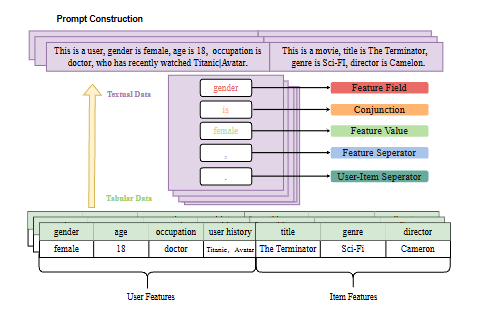 Prompt Construction
This is a user, gender is female, age is 18, occupation is
doctor, who has recently watched Titanic|Avatar.
This is a movie, title is The Terminator,
genre is Sci-FI, director is Camelon.
Textual Data
gender
Feature Field
is
Conjunction
female
Feature Value
,
Feature Seperator
.
User-Item Seperator
Tabular Data
gender age occupation user history title genre director
female 18 doctor Titanic, Avatar The Terminator Sci-Fi Cameron
User Features
Item Features